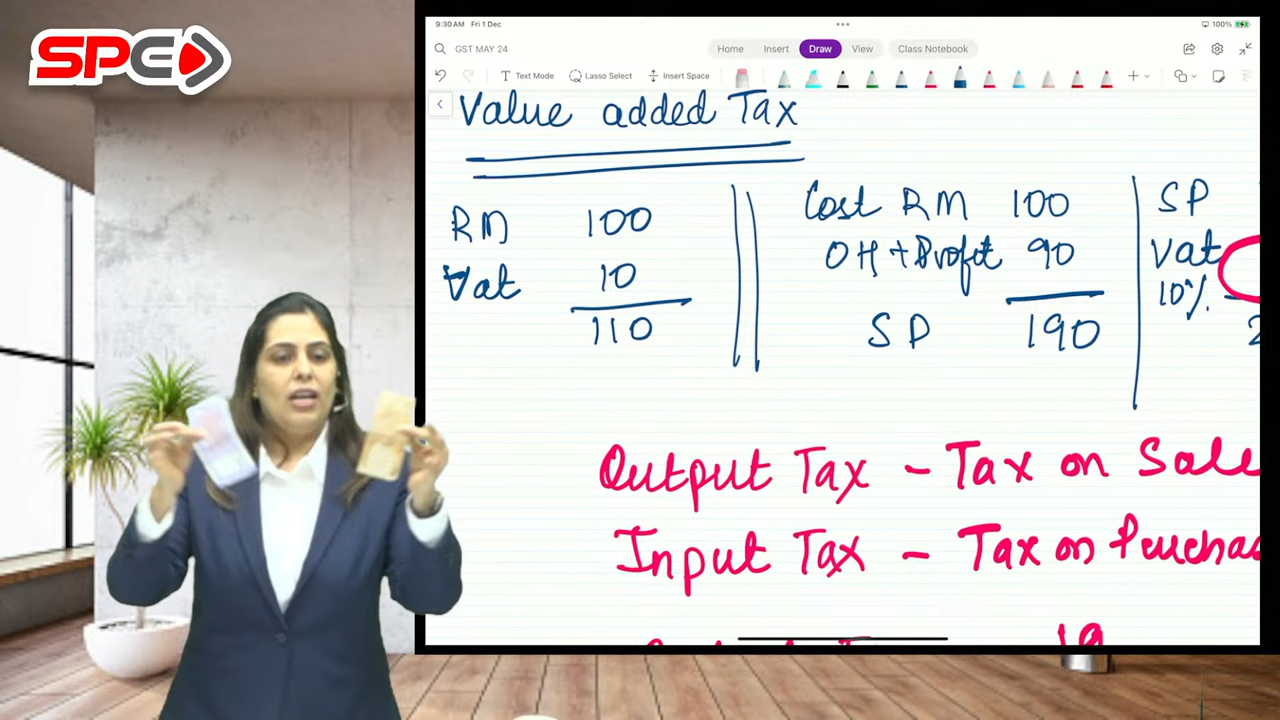 SPE
9:30 AM Fri 1 Dec
100%
GST MAY 24
Home Insert Draw View Class Notebook
Text Mode Lasso Select Insert Space
Value added Tax
RM 100
Vat 10
110
Cost RM 100
OH + Profit 90
SP 190
SP
Vat
10%
2
Output Tax - Tax on Sale
Input Tax - Tax on Purchas
19